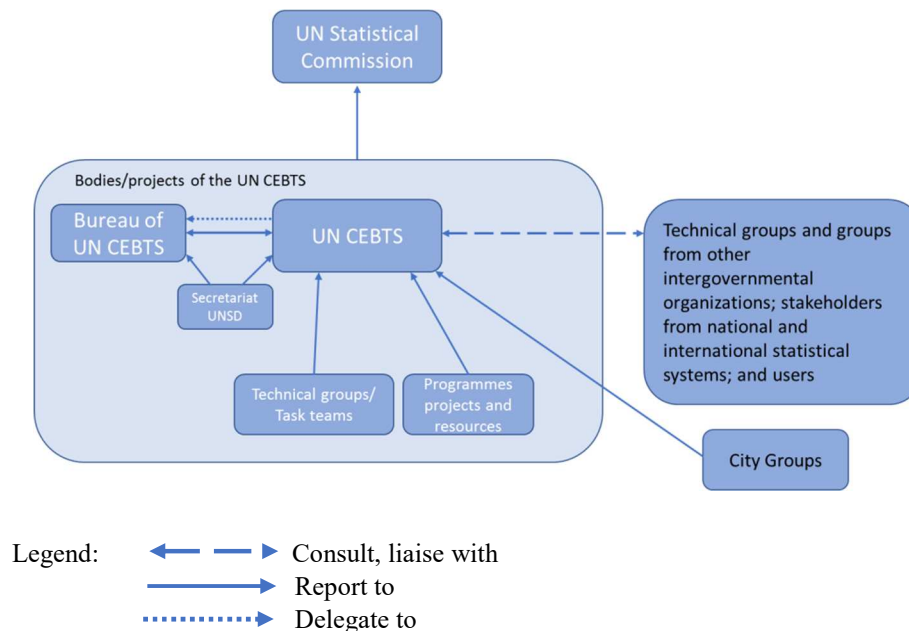 UN Statistical
Commission
Bodies/projects of the UN CEBTS
Bureau of
UN CEBTS
UN CEBTS
Secretariat
UNSD
Technical groups/
Task teams
Programmes
projects and
resources
Technical groups and groups
from other
intergovernmental
organizations; stakeholders
from national and
international statistical
systems; and users
City Groups
Legend:
Consult, liaise with
Report to
Delegate to